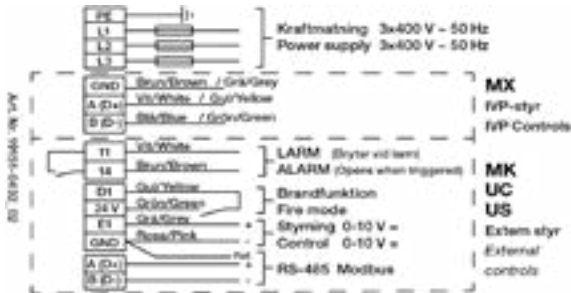 PE
L1
L2
L3
Kraftmatning 3x400 V ~ 50 Hz
Power supply 3x400 V ~ 50 Hz
GND Brun/Brown / Grå/Grey
A (D+) Vit/White / Gul/Yellow
B (D-) Blå/Blue / Grön/Green
MX
IVP-styr
IVP Controls
11 Vit/White
14 Brun/Brown
LARM (Bryter vid larm)
ALARM (Opens when triggered)
D1 Gul/Yellow
24 V Grön/Green
Brandfunktion
Fire mode
E1 Grå/Grey +
GND Rosa/Pink -
Styrning 0-10 V =
Control 0-10 V =
A (D+) +
B (D-) -
RS-485 Modbus
MK
UC
US
Extern styr
External
controls